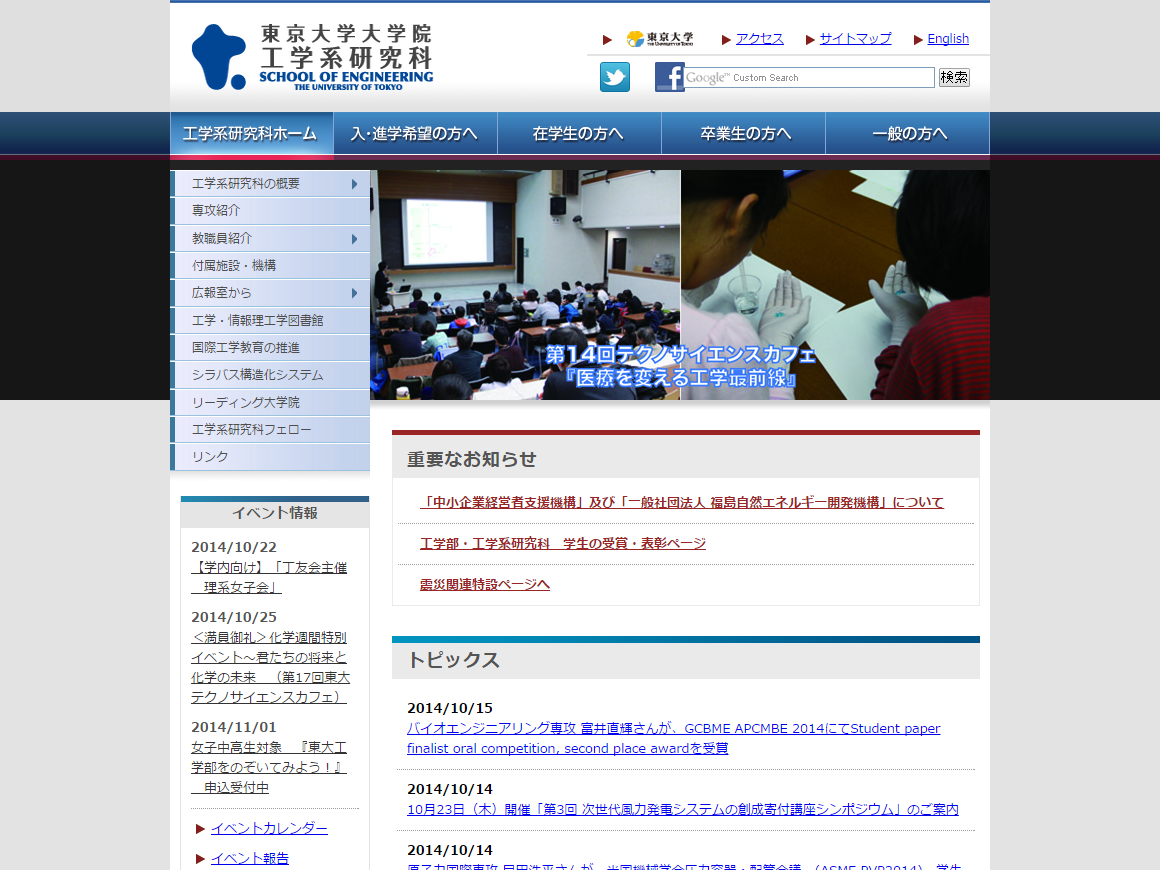 東京大学大学院
工学系研究科
SCHOOL OF ENGINEERING
THE UNIVERSITY OF TOKYO
東京大学
THE UNIVERSITY OF TOKYO
アクセス
サイトマップ
English
Google™ Custom Search
検索
工学系研究科ホーム
入・進学希望の方へ
在学生の方へ
卒業生の方へ
一般の方へ
工学系研究科の概要
専攻紹介
教職員紹介
付属施設・機構
広報室から
工学・情報理工学図書館
国際工学教育の推進
シラバス構造化システム
リーディング大学院
工学系研究科フェロー
リンク
第14回テクノサイエンスカフェ
『医療を変える工学最前線』
イベント情報
2014/10/22
【学内向け】「丁友会主催
理系女子会」
2014/10/25
＜満員御礼＞化学週間特別
イベント～君たちの将来と
化学の未来　（第17回東大
テクノサイエンスカフェ）
2014/11/01
女子中高生対象　『東大工
学部をのぞいてみよう！』
申込受付中
イベントカレンダー
イベント報告
重要なお知らせ
「中小企業経営者支援機構」及び「一般社団法人 福島自然エネルギー開発機構」について
工学部・工学系研究科　学生の受賞・表彰ページ
震災関連特設ページへ
トピックス
2014/10/15
バイオエンジニアリング専攻 富井直輝さんが、GCBME APCMBE 2014にてStudent paper
finalist oral competition, second place awardを受賞
2014/10/14
10月23日（木）開催「第3回 次世代風力発電システムの創成寄付講座シンポジウム」のご案内
2014/10/14